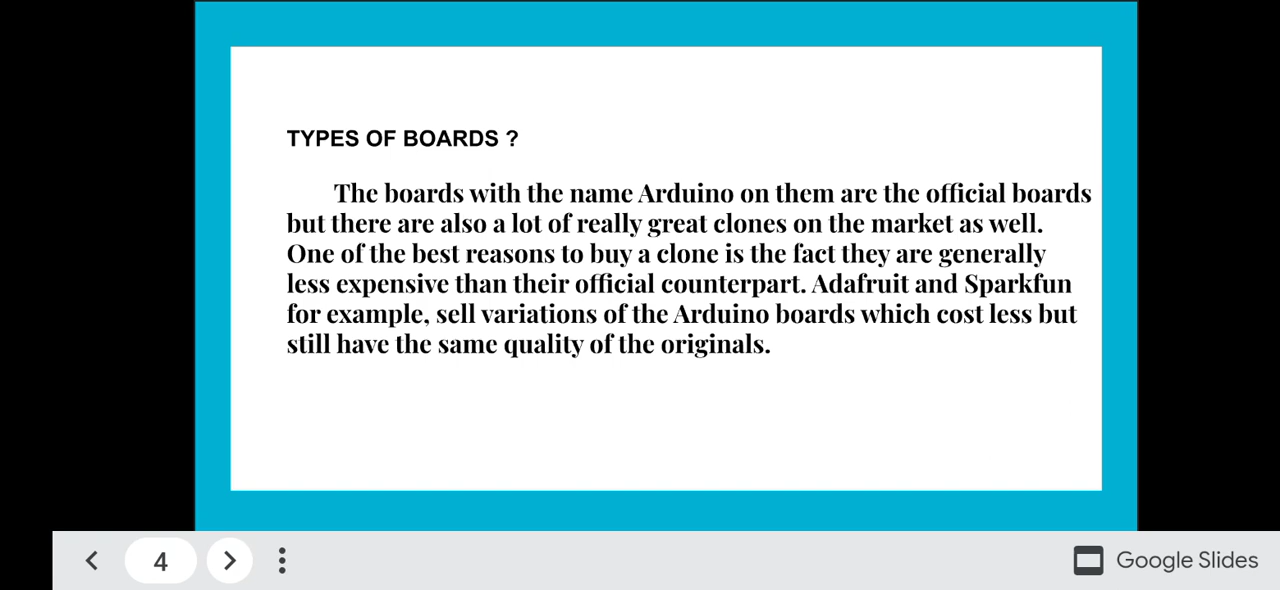 TYPES OF BOARDS ?
The boards with the name Arduino on them are the official boards
but there are also a lot of really great clones on the market as well.
One of the best reasons to buy a clone is the fact they are generally
less expensive than their official counterpart. Adafruit and Sparkfun
for example, sell variations of the Arduino boards which cost less but
still have the same quality of the originals.
4
Google Slides